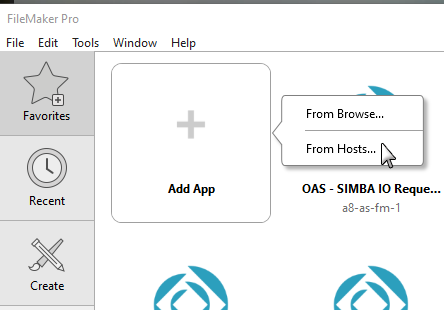 FileMaker Pro
File Edit Tools Window Help
Favorites
Recent
Create
Add App
From Browse...
From Hosts...
OAS - SIMBA IO Reque...
a8-as-fm-1